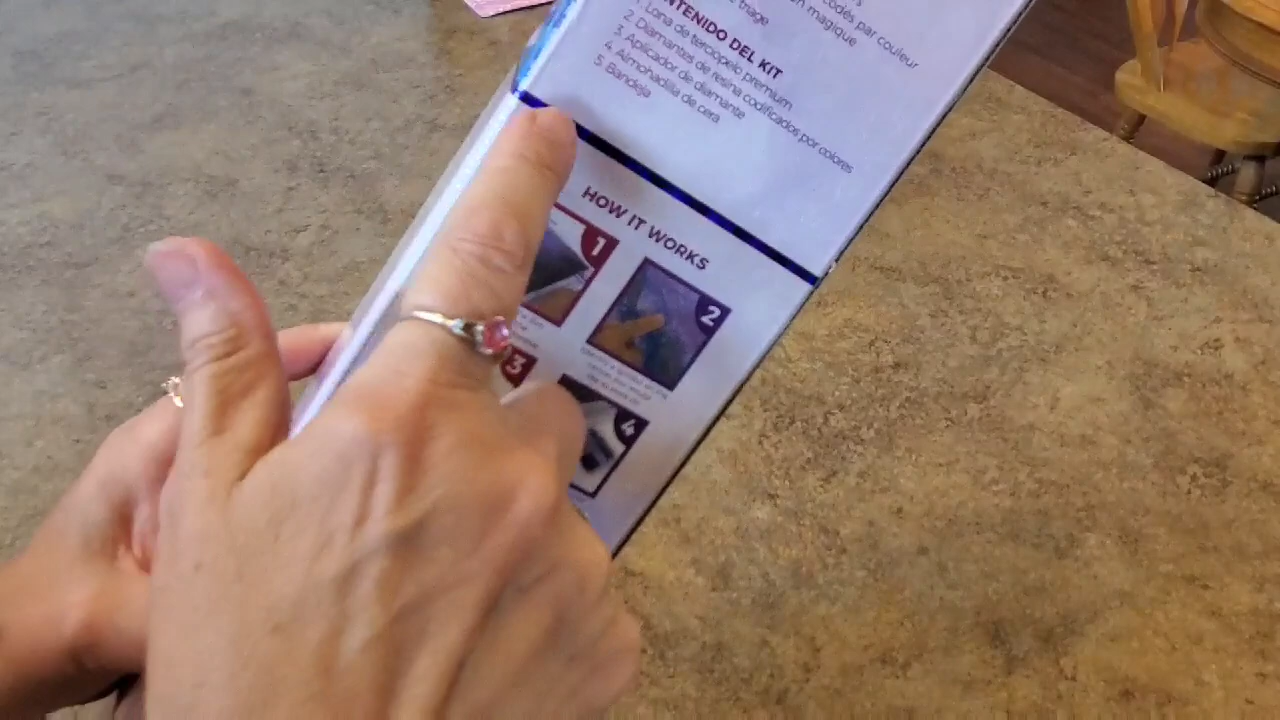 codés par couleur
triage
n magique
NTENIDO DEL KIT
1. Lona de terciopelo premium
2. Diamantes de resina codificados por colores
3. Aplicador de diamante
4. Almohadilla de cera
5. Bandeja
HOW IT WORKS
1
2
3
4